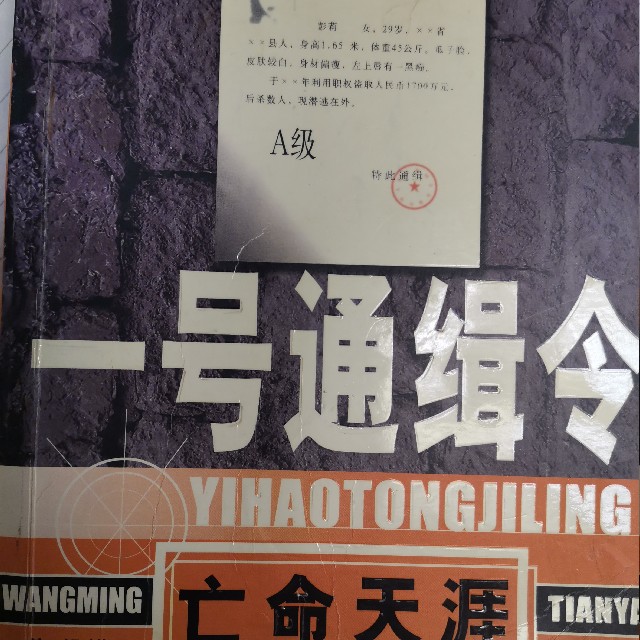 彭莉 女，29岁，××省
××县人，身高1.65米，体重45公斤，瓜子脸，
皮肤较白，身材偏瘦，左上唇有一黑痣。
于××年利用职权盗取人民币1700万元，
后杀数人，现潜逃在外。
A级
特此通缉
一号通缉令
YIHAOTONGJILING
WANGMING 亡命天涯 TIANYA